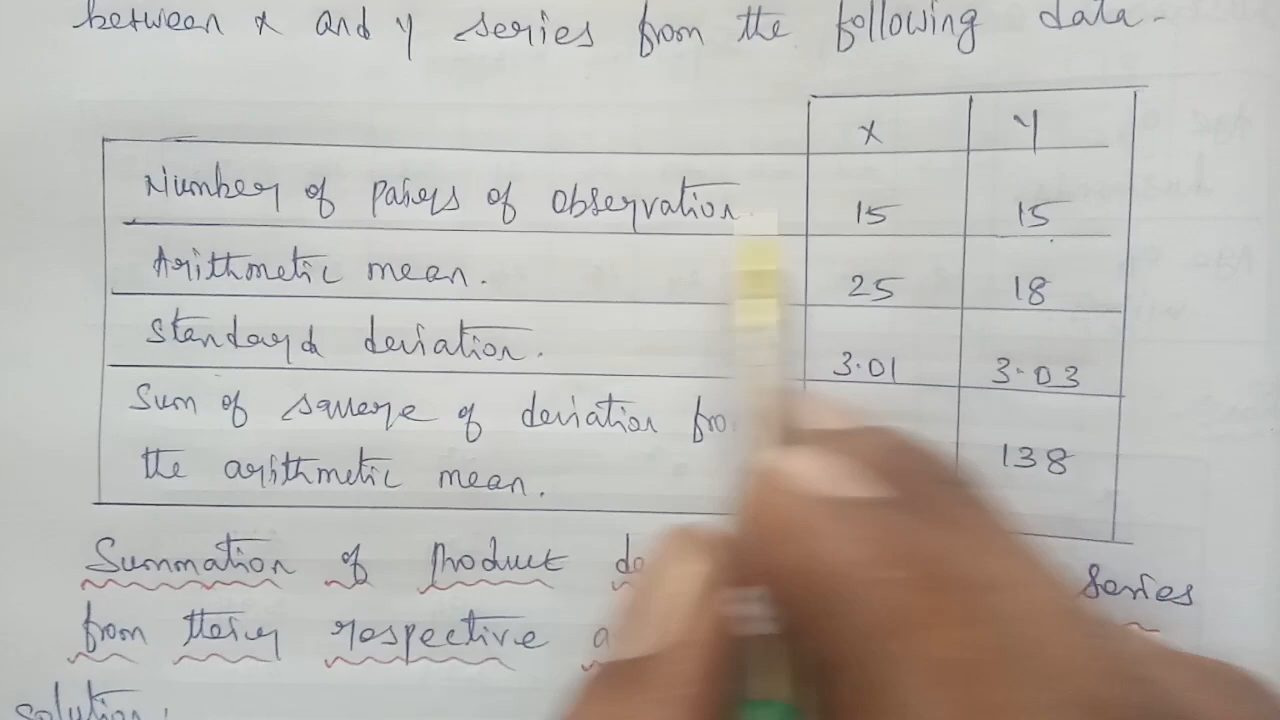 between x and y series from the following data.
x y
Number of pairs of observation. 15 15
Arithmetic mean. 25 18
Standard deviation. 3.01 3.03
Sum of square of deviation
the arithmetic mean. 138
Summation of product series
from their respective
solution: